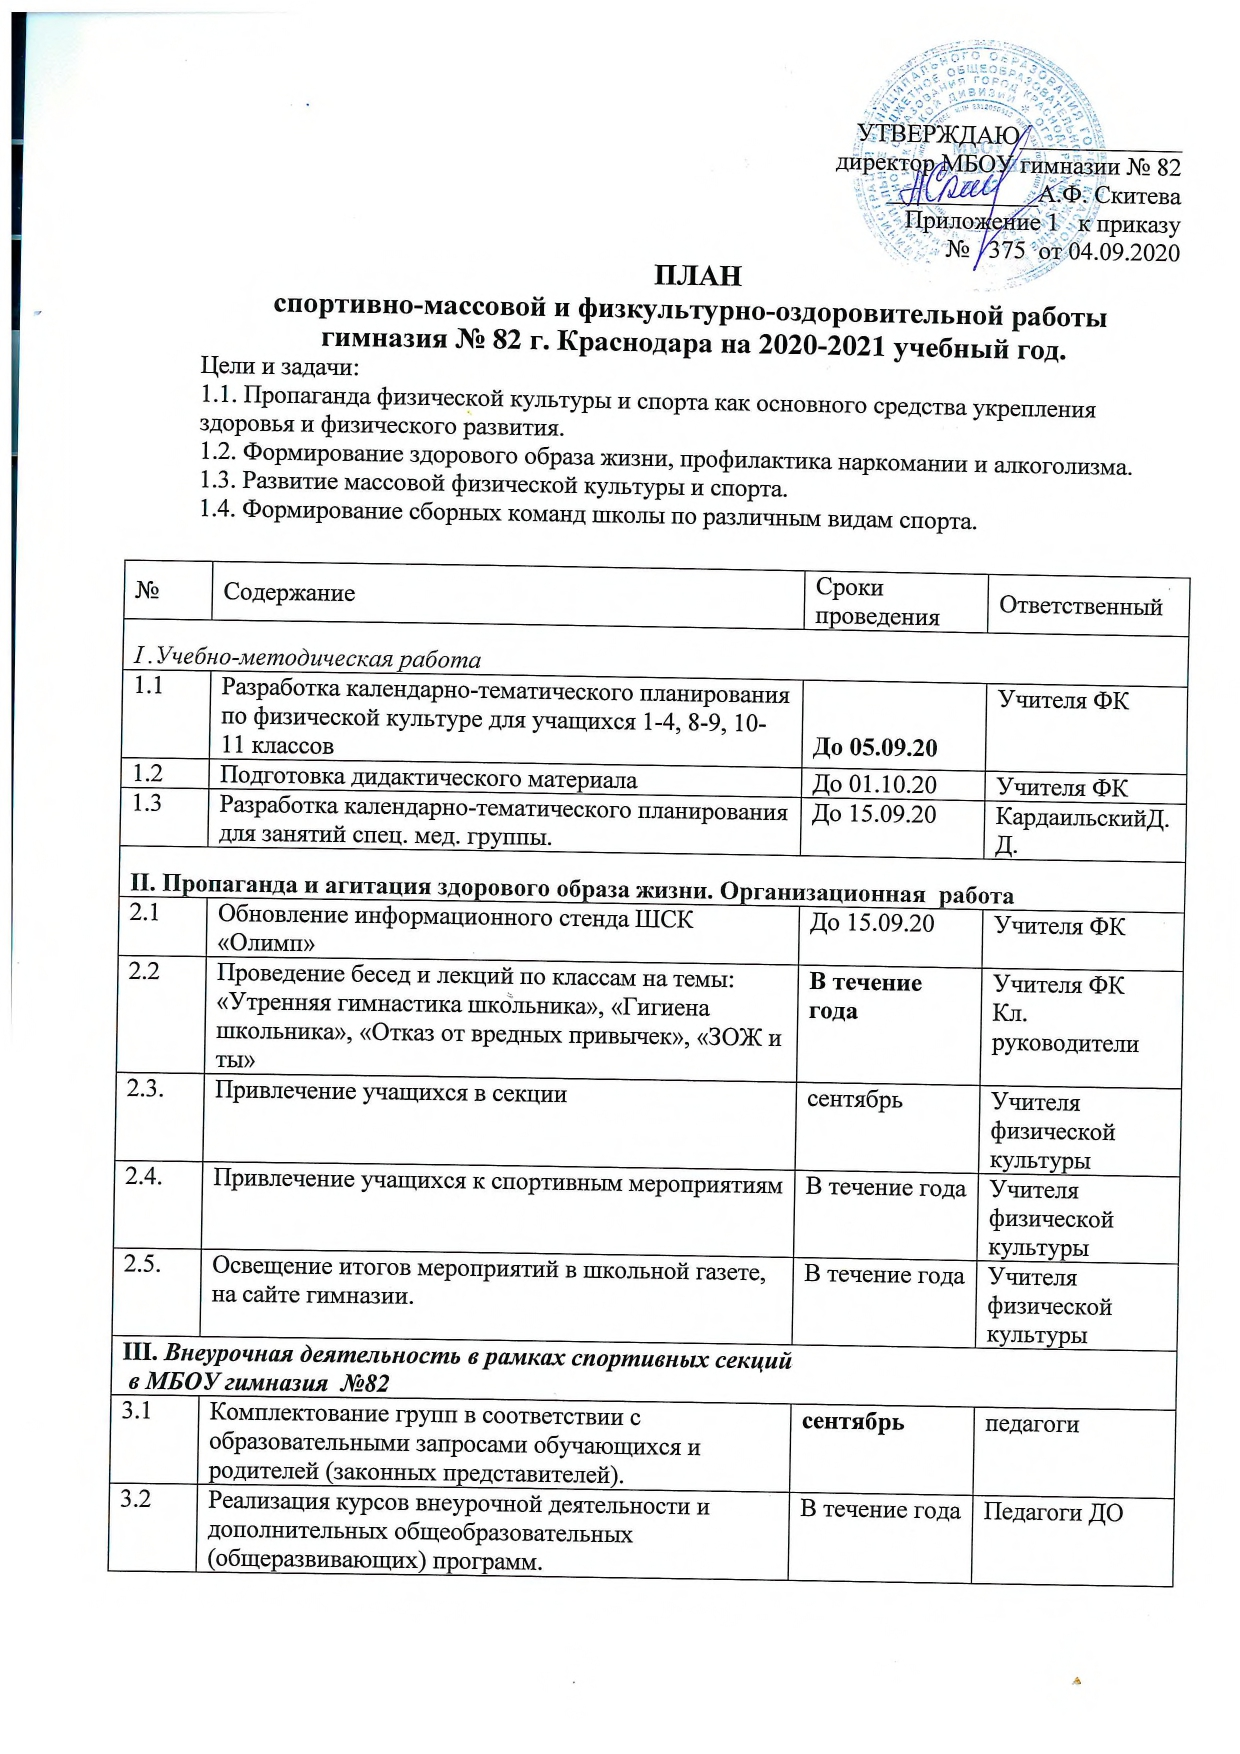 УТВЕРЖДАЮ____________
директор МБОУ гимназии № 82
____________А.Ф. Скитева
Приложение 1 к приказу
№ 375 от 04.09.2020
ПЛАН
спортивно-массовой и физкультурно-оздоровительной работы
гимназия № 82 г. Краснодара на 2020-2021 учебный год.
Цели и задачи:
1.1. Пропаганда физической культуры и спорта как основного средства укрепления
здоровья и физического развития.
1.2. Формирование здорового образа жизни, профилактика наркомании и алкоголизма.
1.3. Развитие массовой физической культуры и спорта.
1.4. Формирование сборных команд школы по различным видам спорта.
№ Содержание Сроки проведения Ответственный
I . Учебно-методическая работа
1.1 Разработка календарно-тематического планирования
по физической культуре для учащихся 1-4, 8-9, 10-
11 классов
До 05.09.20
Учителя ФК
1.2 Подготовка дидактического материала До 01.10.20 Учителя ФК
1.3 Разработка календарно-тематического планирования
для занятий спец. мед. группы.
До 15.09.20
КардаильскийД.
Д.
II. Пропаганда и агитация здорового образа жизни. Организационная работа
2.1 Обновление информационного стенда ШСК
«Олимп»
До 15.09.20
Учителя ФК
2.2 Проведение бесед и лекций по классам на темы:
«Утренняя гимнастика школьника», «Гигиена
школьника», «Отказ от вредных привычек», «ЗОЖ и
ты»
В течение
года
Учителя ФК
Кл.
руководители
2.3. Привлечение учащихся в секции сентябрь Учителя
физической
культуры
2.4. Привлечение учащихся к спортивным мероприятиям В течение года Учителя
физической
культуры
2.5. Освещение итогов мероприятий в школьной газете,
на сайте гимназии.
В течение года
Учителя
физической
культуры
III. Внеурочная деятельность в рамках спортивных секций
в МБОУ гимназия №82
3.1 Комплектование групп в соответствии с
образовательными запросами обучающихся и
родителей (законных представителей).
сентябрь
педагоги
3.2 Реализация курсов внеурочной деятельности и
дополнительных общеобразовательных
(общеразвивающих) программ.
В течение года
Педагоги ДО